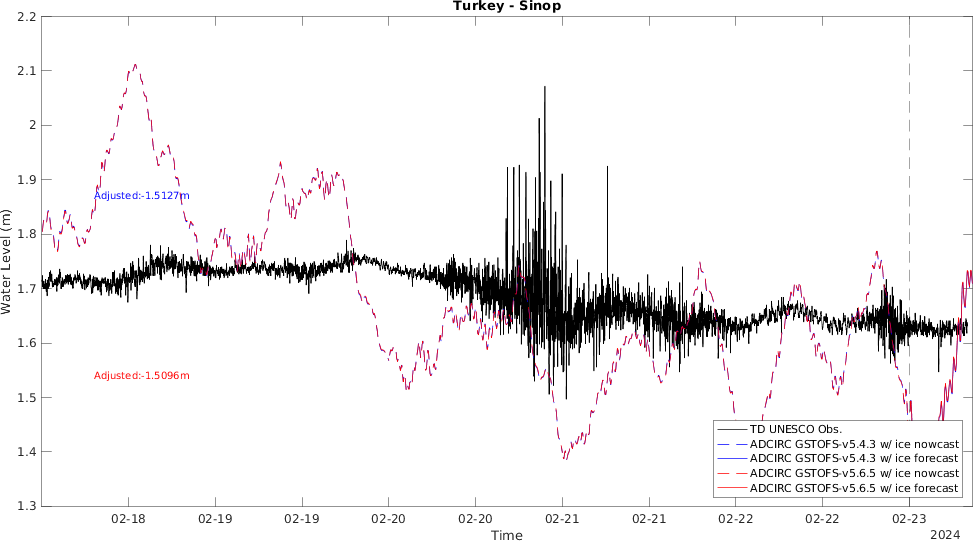 Turkey - Sinop
2.2
2.1
2
1.9
1.8
1.7
1.6
1.5
1.4
1.3
Water Level (m)
Adjusted:-1.5127m
Adjusted:-1.5096m
TD UNESCO Obs.
ADCIRC GSTOFS-v5.4.3 w/ ice nowcast
ADCIRC GSTOFS-v5.4.3 w/ ice forecast
ADCIRC GSTOFS-v5.6.5 w/ ice nowcast
ADCIRC GSTOFS-v5.6.5 w/ ice forecast
02-18 02-19 02-19 02-20 02-20 02-21 02-21 02-22 02-22 02-23
Time
2024